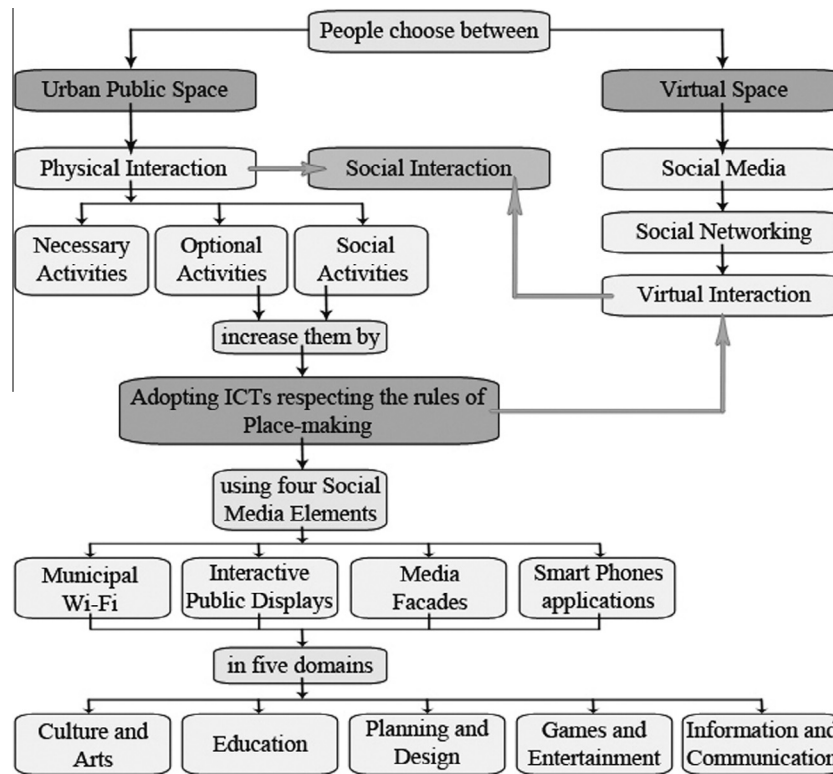 People choose between
Urban Public Space
Virtual Space
Physical Interaction
Social Interaction
Social Media
Necessary
Activities
Optional
Activities
Social
Activities
Social Networking
Virtual Interaction
increase them by
Adopting ICTs respecting the rules of
Place-making
using four Social
Media Elements
Municipal
Wi-Fi
Interactive
Public Displays
Media
Facades
Smart Phones
applications
in five domains
Culture and
Arts
Education
Planning and
Design
Games and
Entertainment
Information and
Communication